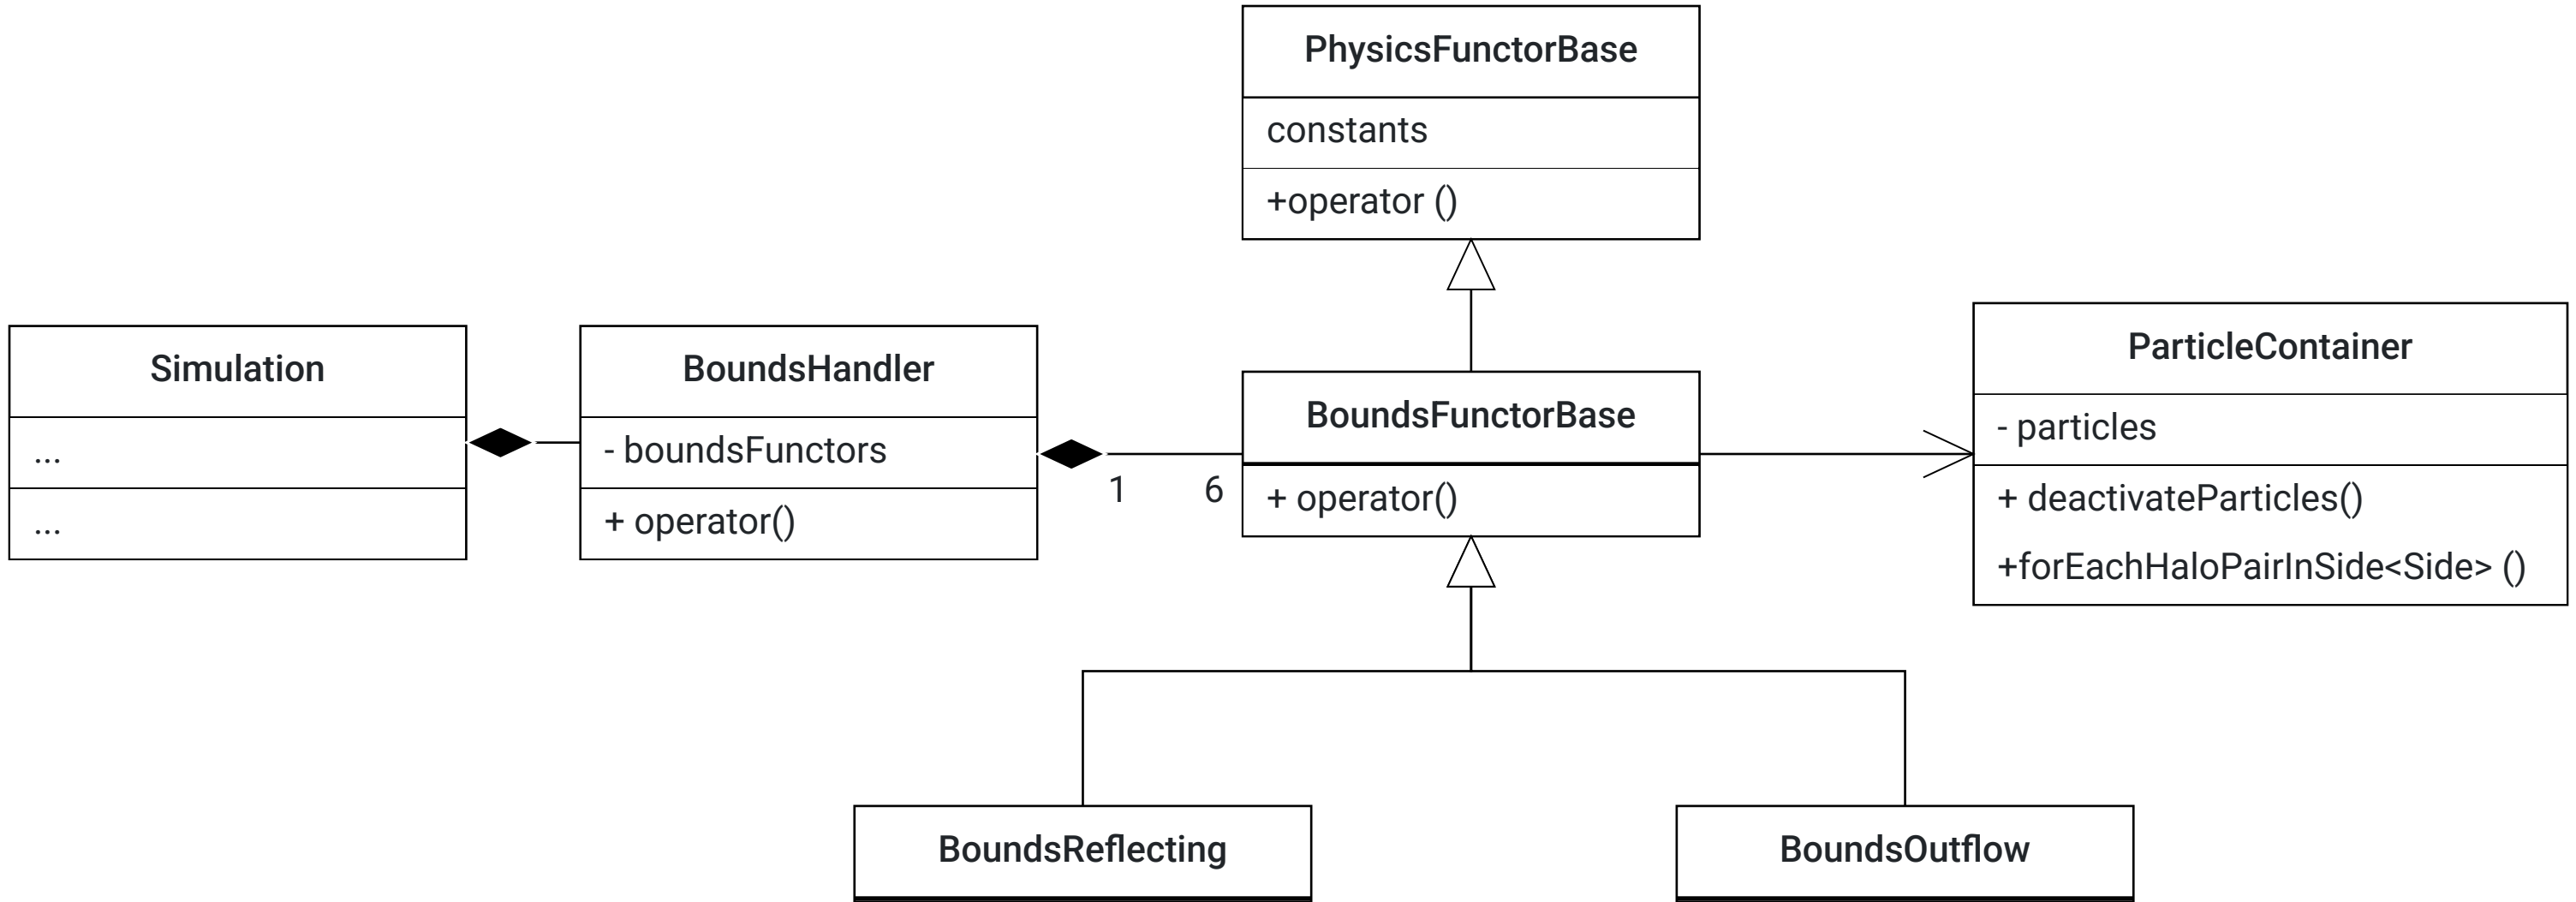 PhysicsFunctorBase
constants
+operator ()
Simulation
...
...
BoundsHandler
- boundsFunctors
+ operator()
1
6
BoundsFunctorBase
+ operator()
ParticleContainer
- particles
+ deactivateParticles()
+forEachHaloPairInSide<Side> ()
BoundsReflecting
BoundsOutflow